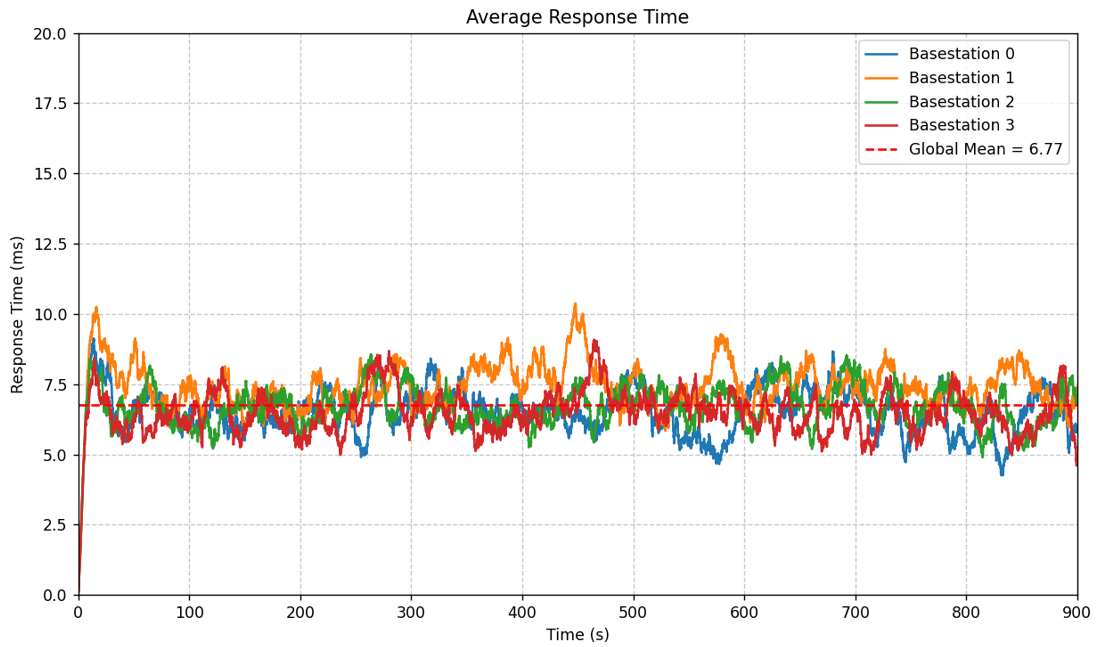 Average Response Time
Response Time (ms)
20.0
17.5
15.0
12.5
10.0
7.5
5.0
2.5
0.0
Basestation 0
Basestation 1
Basestation 2
Basestation 3
Global Mean = 6.77
0 100 200 300 400 500 600 700 800 900
Time (s)